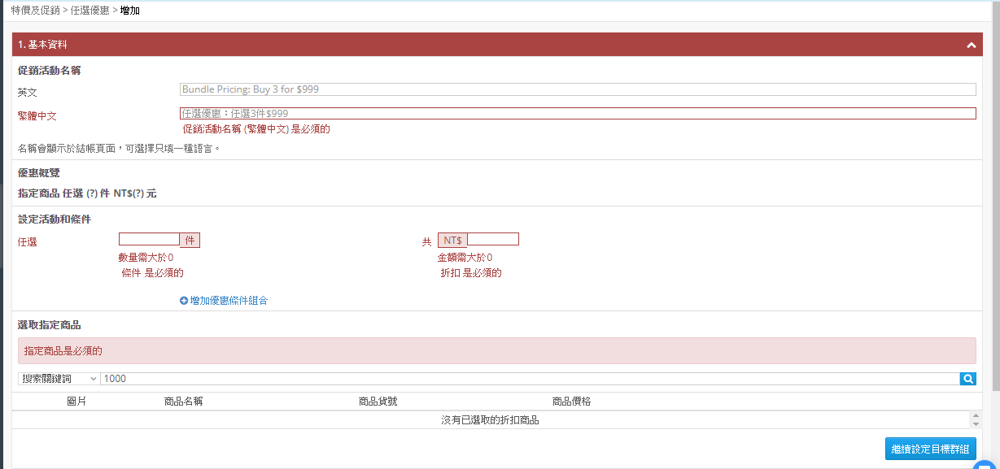 特價及促銷 > 任選優惠 > 增加
1. 基本資料
促銷活動名稱
英文
Bundle Pricing: Buy 3 for $999
繁體中文
任選優惠：任選3件$999
促銷活動名稱 (繁體中文) 是必須的
名稱會顯示於結帳頁面，可選擇只填一種語言。
優惠概覽
指定商品 任選 (?) 件 NT$(?) 元
設定活動和條件
任選 件 共 NT$
數量需大於0 金額需大於0
條件 是必須的 折扣 是必須的
增加優惠條件組合
選取指定商品
指定商品是必須的
搜索關鍵詞 1000
圖片 商品名稱 商品貨號 商品價格
沒有已選取的折扣商品
繼續設定目標群組